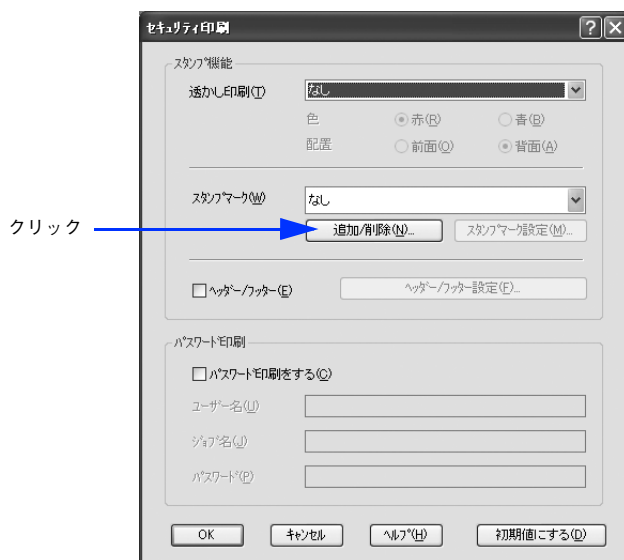 セキュリティ印刷
スタンプ機能
透かし印刷(T) なし
色 赤(R) 青(B)
配置 前面(O) 背面(A)
スタンプマーク(W) なし
クリック 追加/削除(N)... スタンプマーク設定(M)...
ヘッダー/フッター(E) ヘッダー/フッター設定(F)...
パスワード印刷
パスワード印刷をする(C)
ユーザー名(U)
ジョブ名(J)
パスワード(P)
OK キャンセル ヘルプ(H) 初期値にする(D)